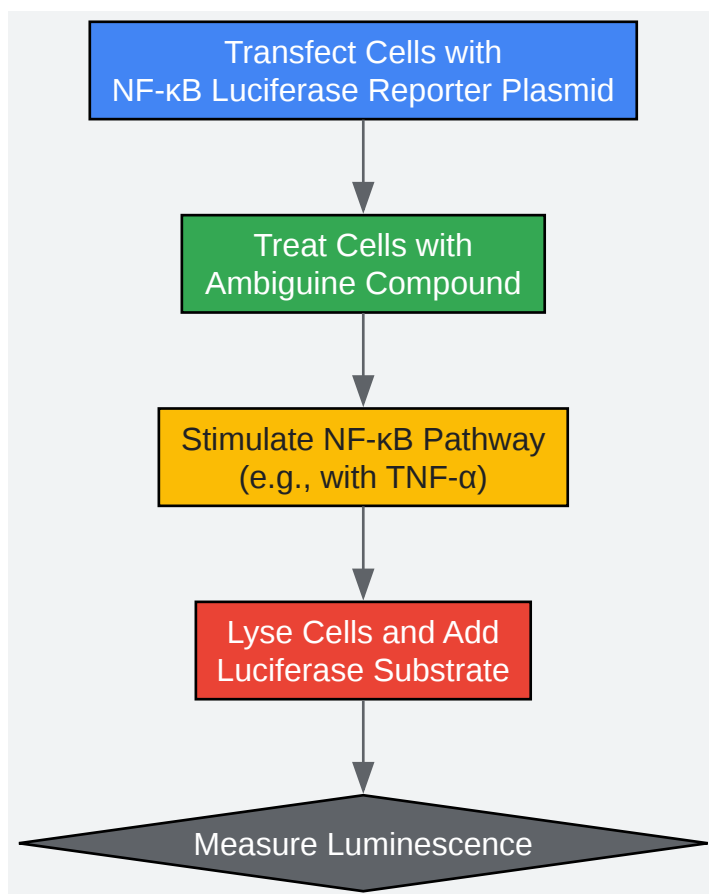 Transfect Cells with
NF-κB Luciferase Reporter Plasmid
Treat Cells with
Ambiguine Compound
Stimulate NF-κB Pathway
(e.g., with TNF-α)
Lyse Cells and Add
Luciferase Substrate
Measure Luminescence